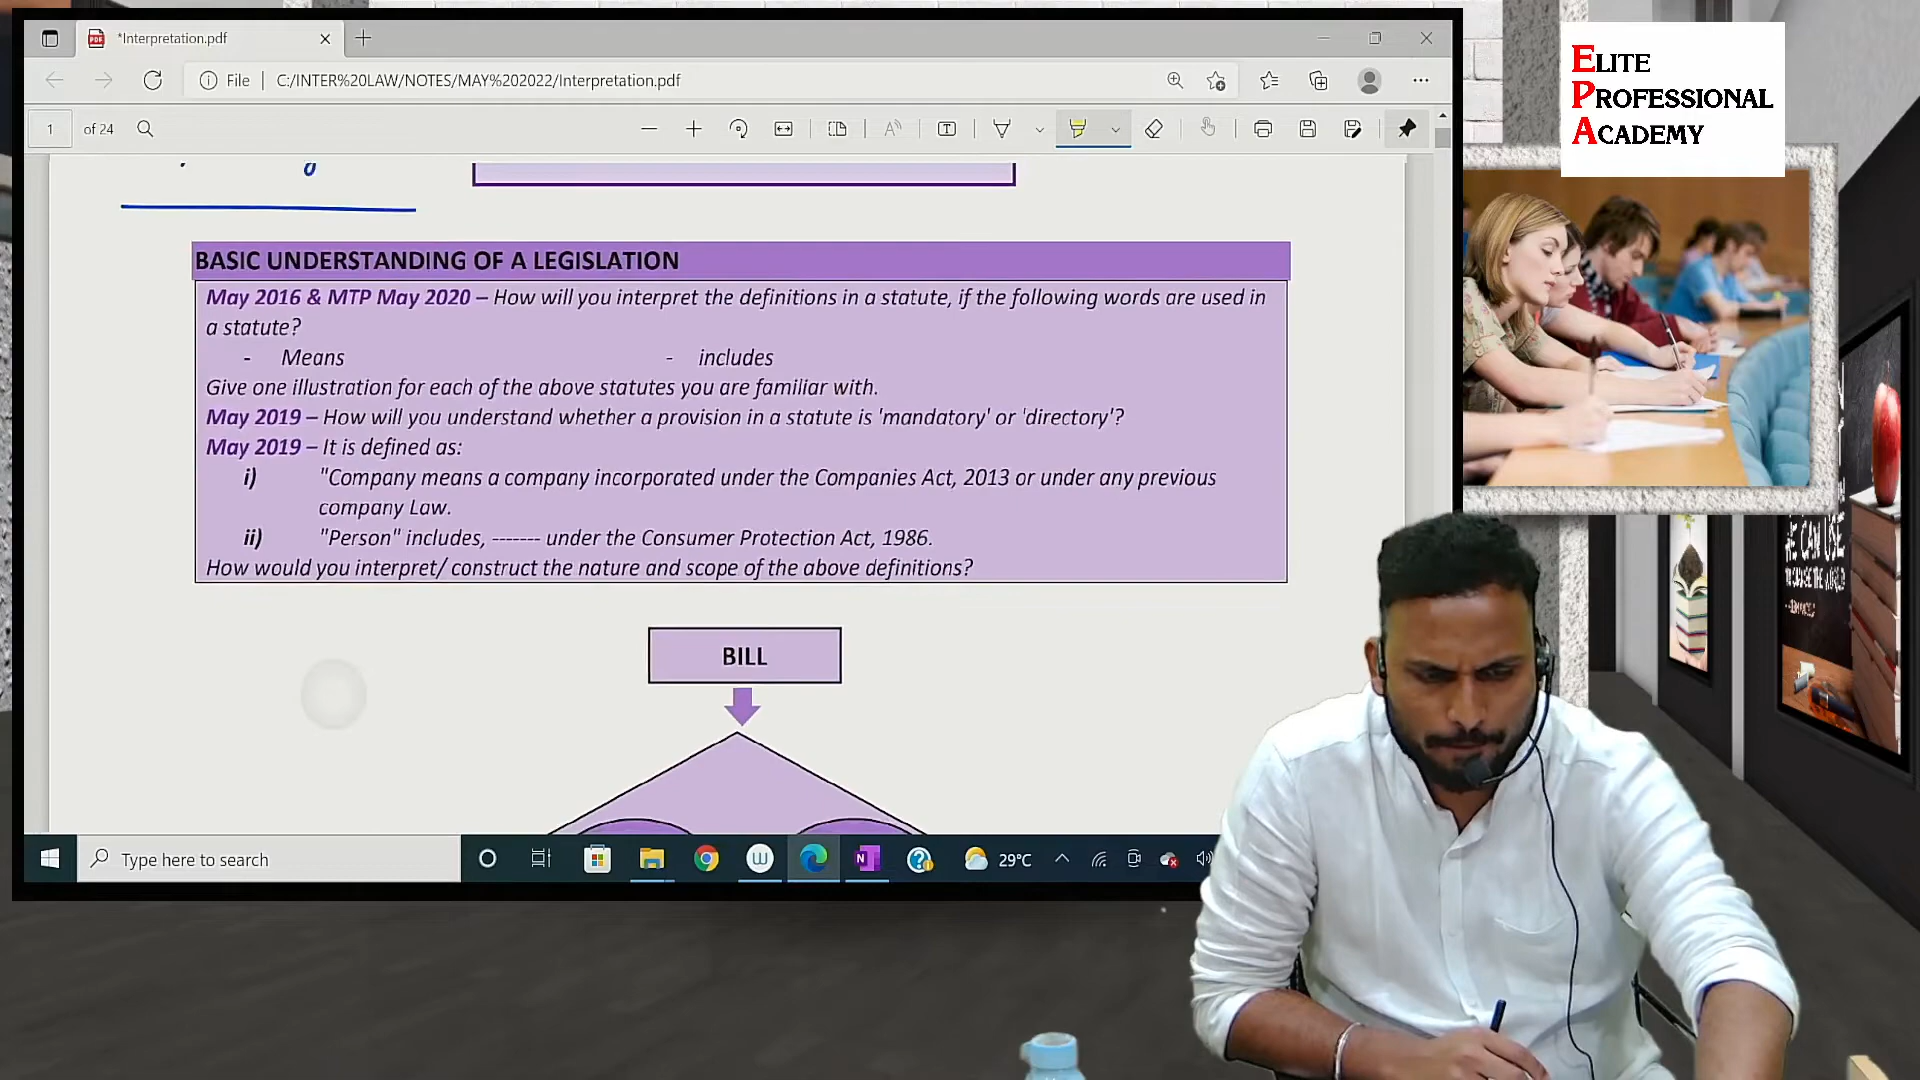 *Interpretation.pdf
File
C:/INTER%20LAW/NOTES/MAY%202022/Interpretation.pdf
1 of 24
ELITE
PROFESSIONAL
ACADEMY
BASIC UNDERSTANDING OF A LEGISLATION
May 2016 & MTP May 2020 – How will you interpret the definitions in a statute, if the following words are used in
a statute?
- Means - includes
Give one illustration for each of the above statutes you are familiar with.
May 2019 – How will you understand whether a provision in a statute is 'mandatory' or 'directory'?
May 2019 – It is defined as:
i) "Company means a company incorporated under the Companies Act, 2013 or under any previous
company Law.
ii) "Person" includes, ------- under the Consumer Protection Act, 1986.
How would you interpret/ construct the nature and scope of the above definitions?
BILL
Type here to search
29°C
CAN USE